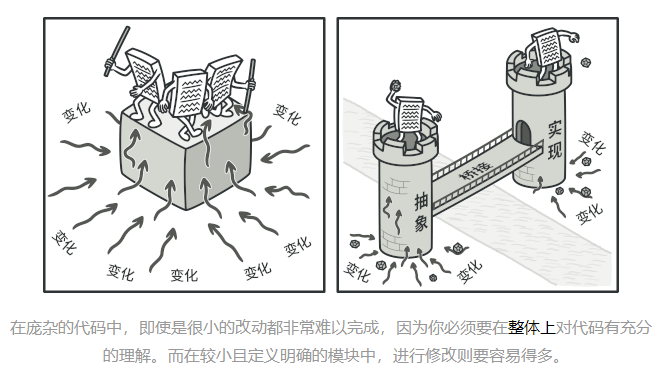 变化
变化
变化
变化
变化
变化
变化
实现
变化
桥接
抽象
变化
变化
变化
在庞杂的代码中，即使是很小的改动都非常难以完成，因为你必须要在整体上对代码有充分
的理解。而在较小且定义明确的模块中，进行修改则要容易得多。